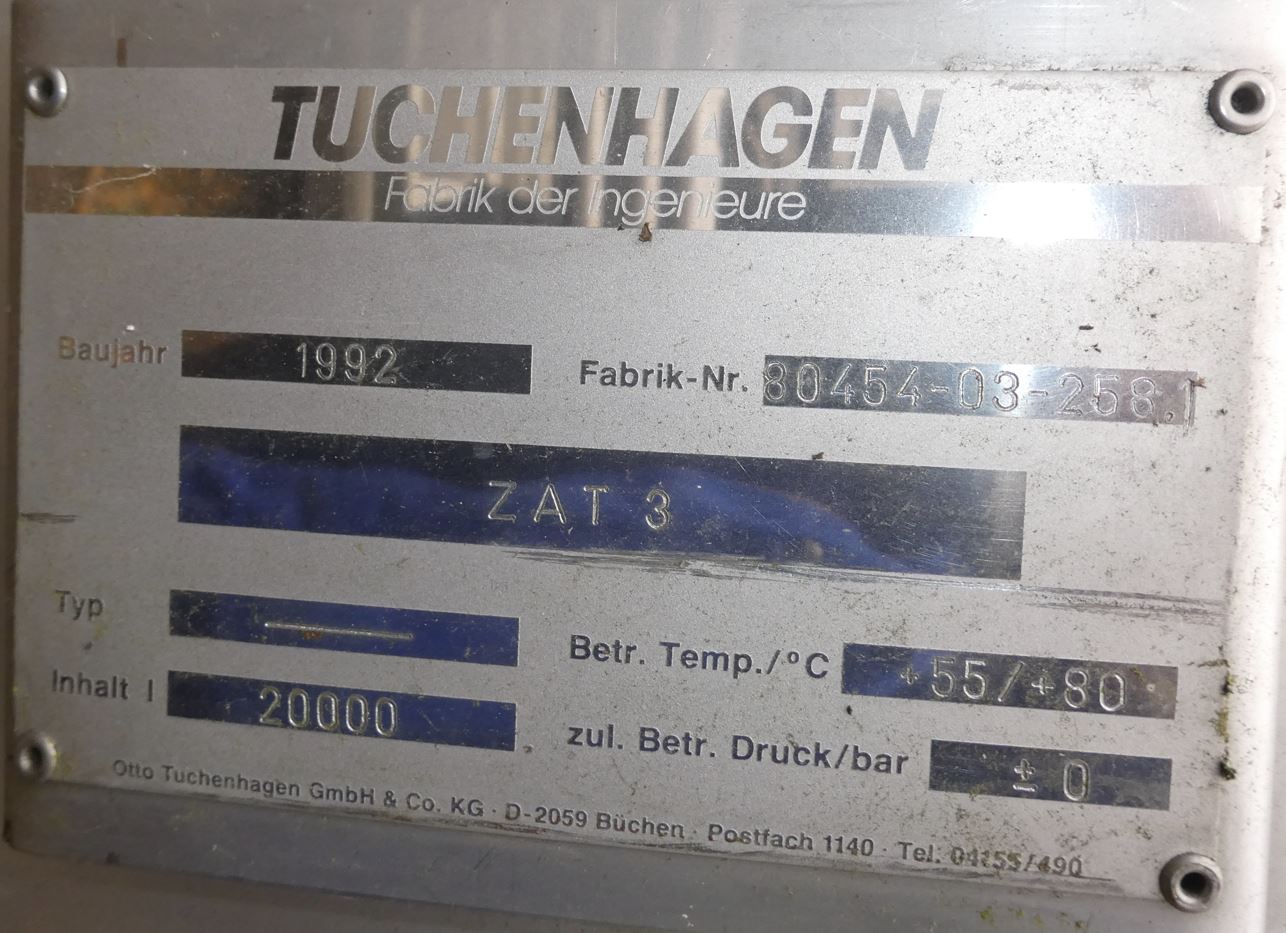 TUCHENHAGEN
Fabrik der Ingenieure
Baujahr 1992 Fabrik-Nr. 80454-03-258.1
ZAT 3
Typ —
Betr. Temp./°C +55/+80
Inhalt l 20000
zul. Betr. Druck/bar ± 0
Otto Tuchenhagen GmbH & Co. KG · D-2059 Büchen · Postfach 1140 · Tel. 04155/490